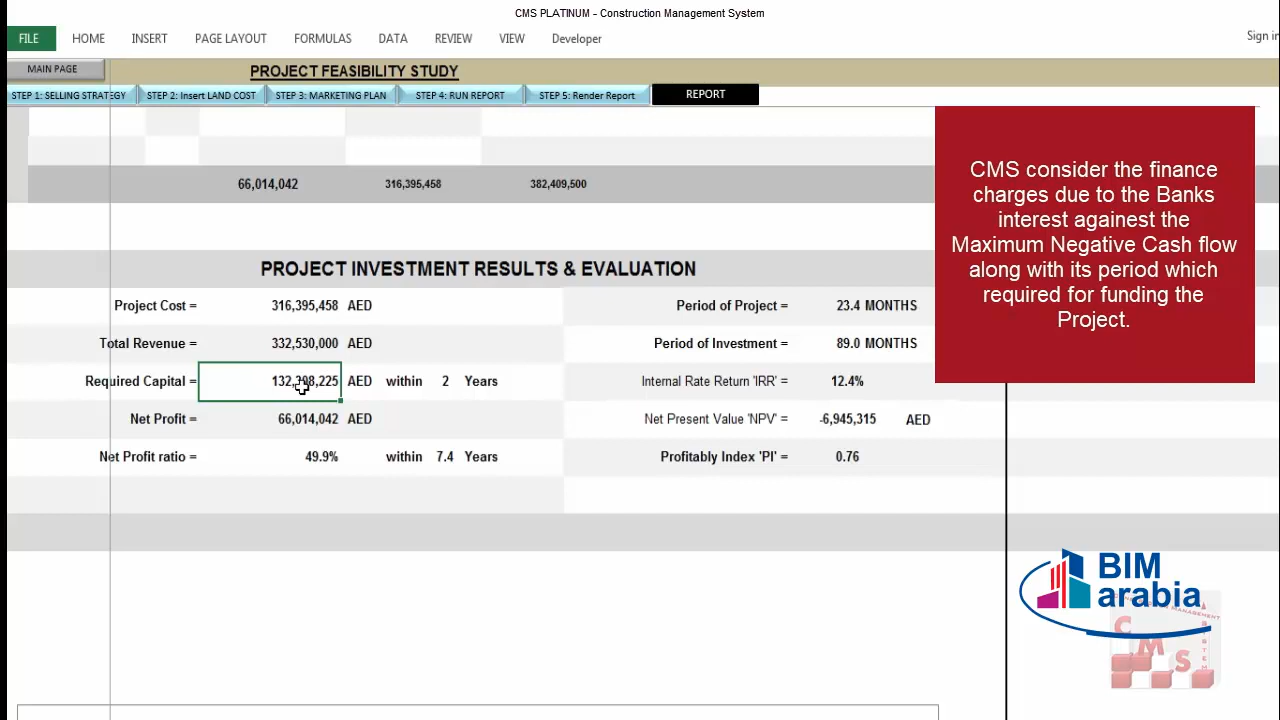 CMS PLATINUM - Construction Management System
FILE HOME INSERT PAGE LAYOUT FORMULAS DATA REVIEW VIEW Developer Sign in
MAIN PAGE PROJECT FEASIBILITY STUDY
STEP 1: SELLING STRATEGY STEP 2: Insert LAND COST STEP 3: MARKETING PLAN STEP 4: RUN REPORT STEP 5: Render Report REPORT
66,014,042 316,395,458 382,409,500
CMS consider the finance
charges due to the Banks
interest againest the
Maximum Negative Cash flow
along with its period which
required for funding the
Project.
PROJECT INVESTMENT RESULTS & EVALUATION
Project Cost = 316,395,458 AED Period of Project = 23.4 MONTHS
Total Revenue = 332,530,000 AED Period of Investment = 89.0 MONTHS
Required Capital = AED within 2 Years Internal Rate Return 'IRR' = 12.4%
Net Profit = 66,014,042 AED Net Present Value 'NPV' = -6,945,315 AED
Net Profit ratio = 49.9% within 7.4 Years Profitably Index 'PI' = 0.76
BIM
arabia
CMS